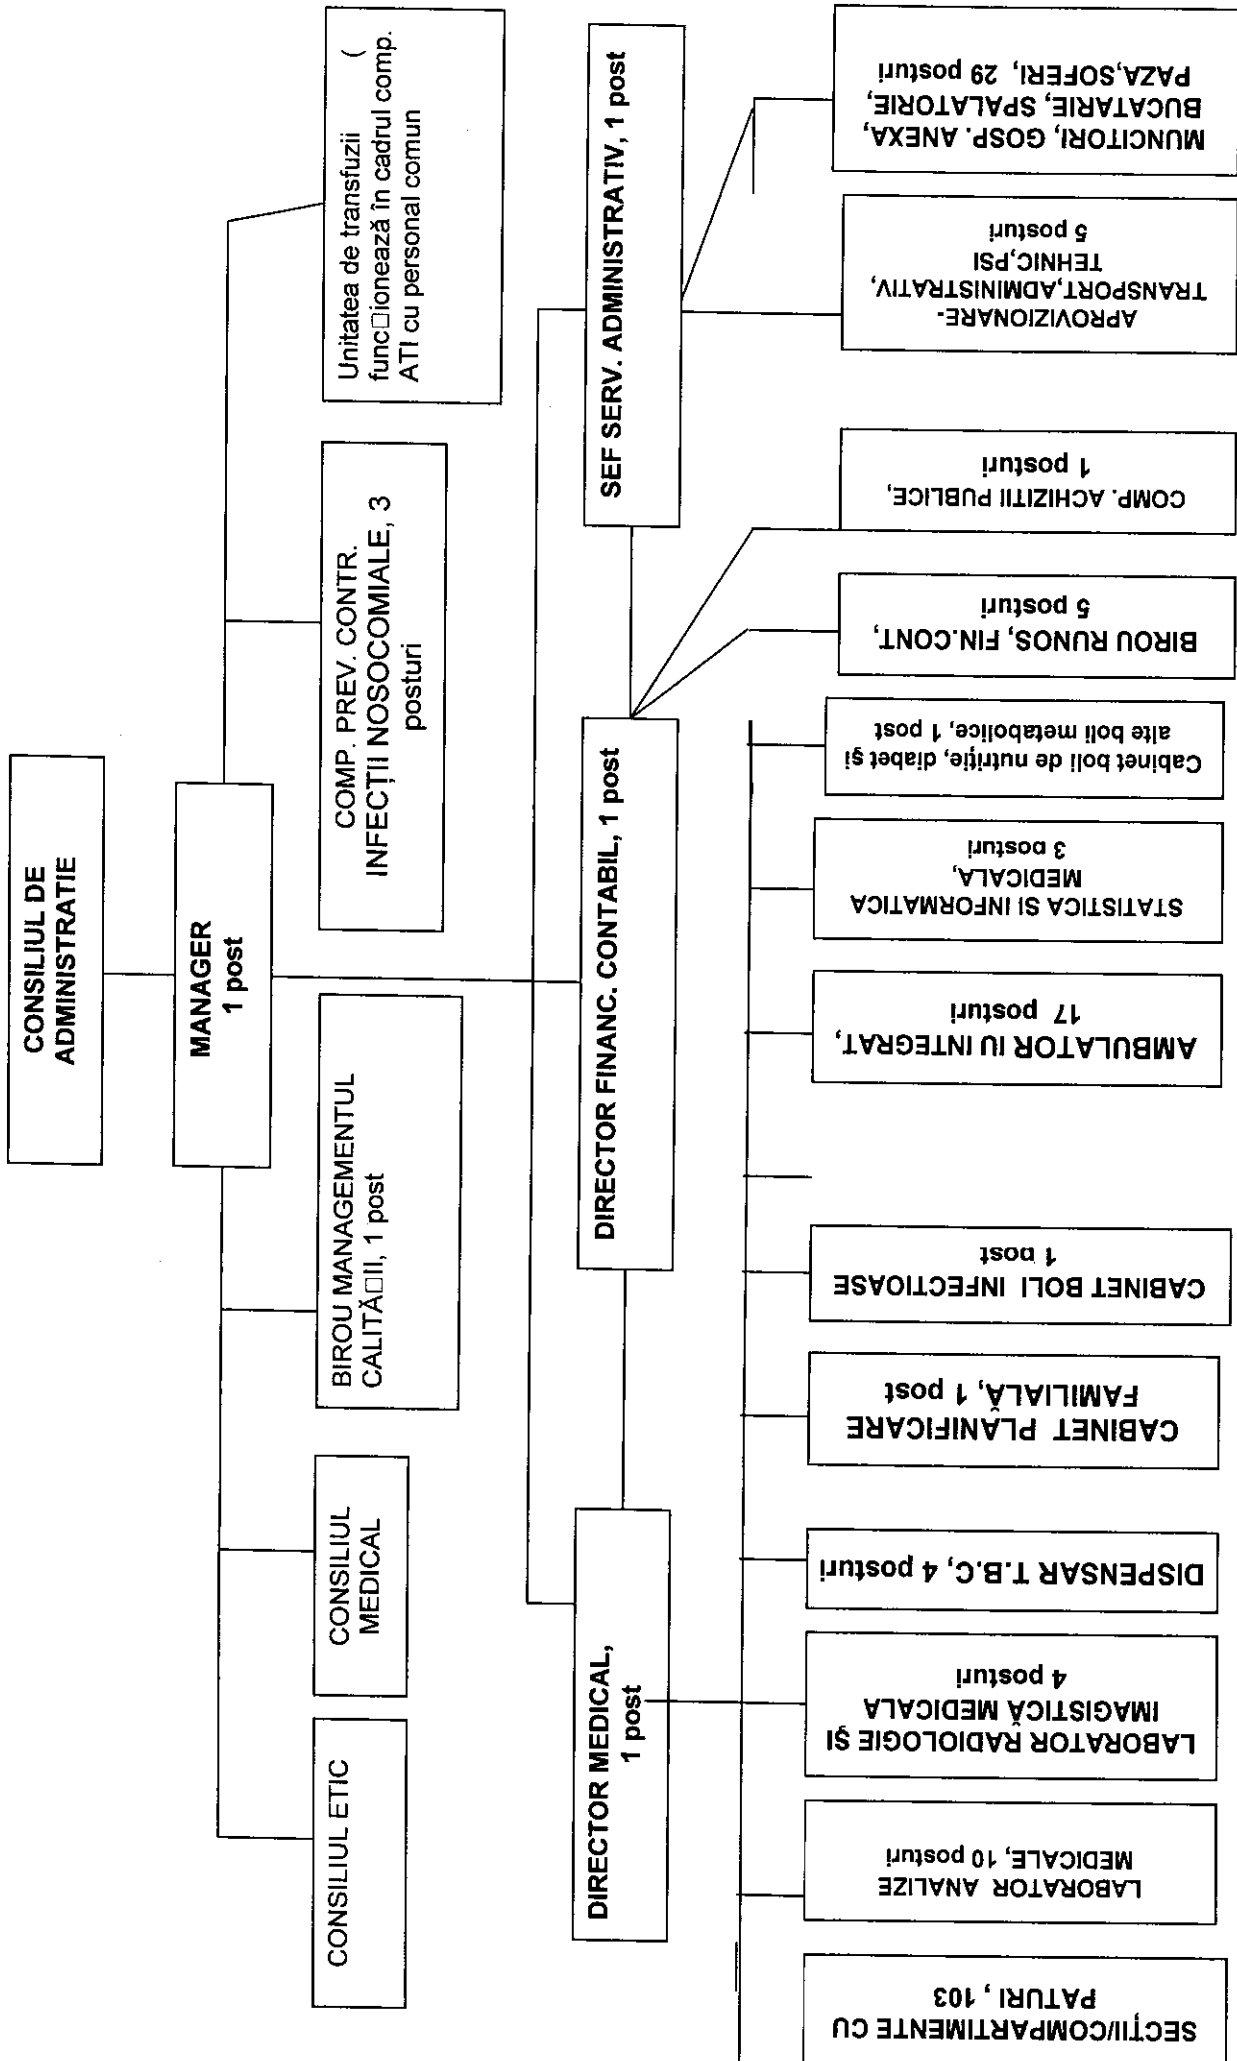 CONSILIUL DE
ADMINISTRATIE
MANAGER
1 post
CONSILIUL ETIC
CONSILIUL
MEDICAL
BIROU MANAGEMENTUL
CALITĂ□II, 1 post
COMP. PREV. CONTR.
INFECȚII NOSOCOMIALE, 3
posturi
Unitatea de transfuzii (
func□ionează în cadrul comp.
ATI cu personal comun
DIRECTOR MEDICAL,
1 post
DIRECTOR FINANC. CONTABIL, 1 post
SEF SERV. ADMINISTRATIV, 1 post
SECŢII/COMPARTIMENTE CU
PATURI , 103
LABORATOR ANALIZE
MEDICALE, 10 posturi
LABORATOR RADIOLOGIE ŞI
IMAGISTICĂ MEDICALA
4 posturi
DISPENSAR T.B.C, 4 posturi
CABINET PLANIFICARE
FAMILIALĂ, 1 post
CABINET BOLI INFECTIOASE
1 post
AMBULATOR IU INTEGRAT,
17 posturi
STATISTICA SI INFORMATICA
MEDICALA,
3 posturi
Cabinet boli de nutriţie, diabet şi
alte boli metabolice, 1 post
BIROU RUNOS, FIN.CONT,
5 posturi
COMP. ACHIZITII PUBLICE,
1 posturi
APROVIZIONARE-
TRANSPORT,ADMINISTRATIV,
TEHNIC,PSI
5 posturi
MUNCITORI, GOSP. ANEXA,
BUCATARIE, SPALATORIE,
PAZA,SOFERI, 29 posturi